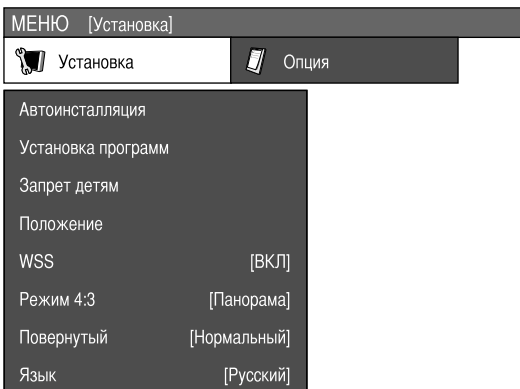 МЕНЮ [Установка]
Установка Опция
Автоинсталляция
Установка программ
Запрет детям
Положение
WSS [ВКЛ]
Режим 4:3 [Панорама]
Повернутый [Нормальный]
Язык [Русский]